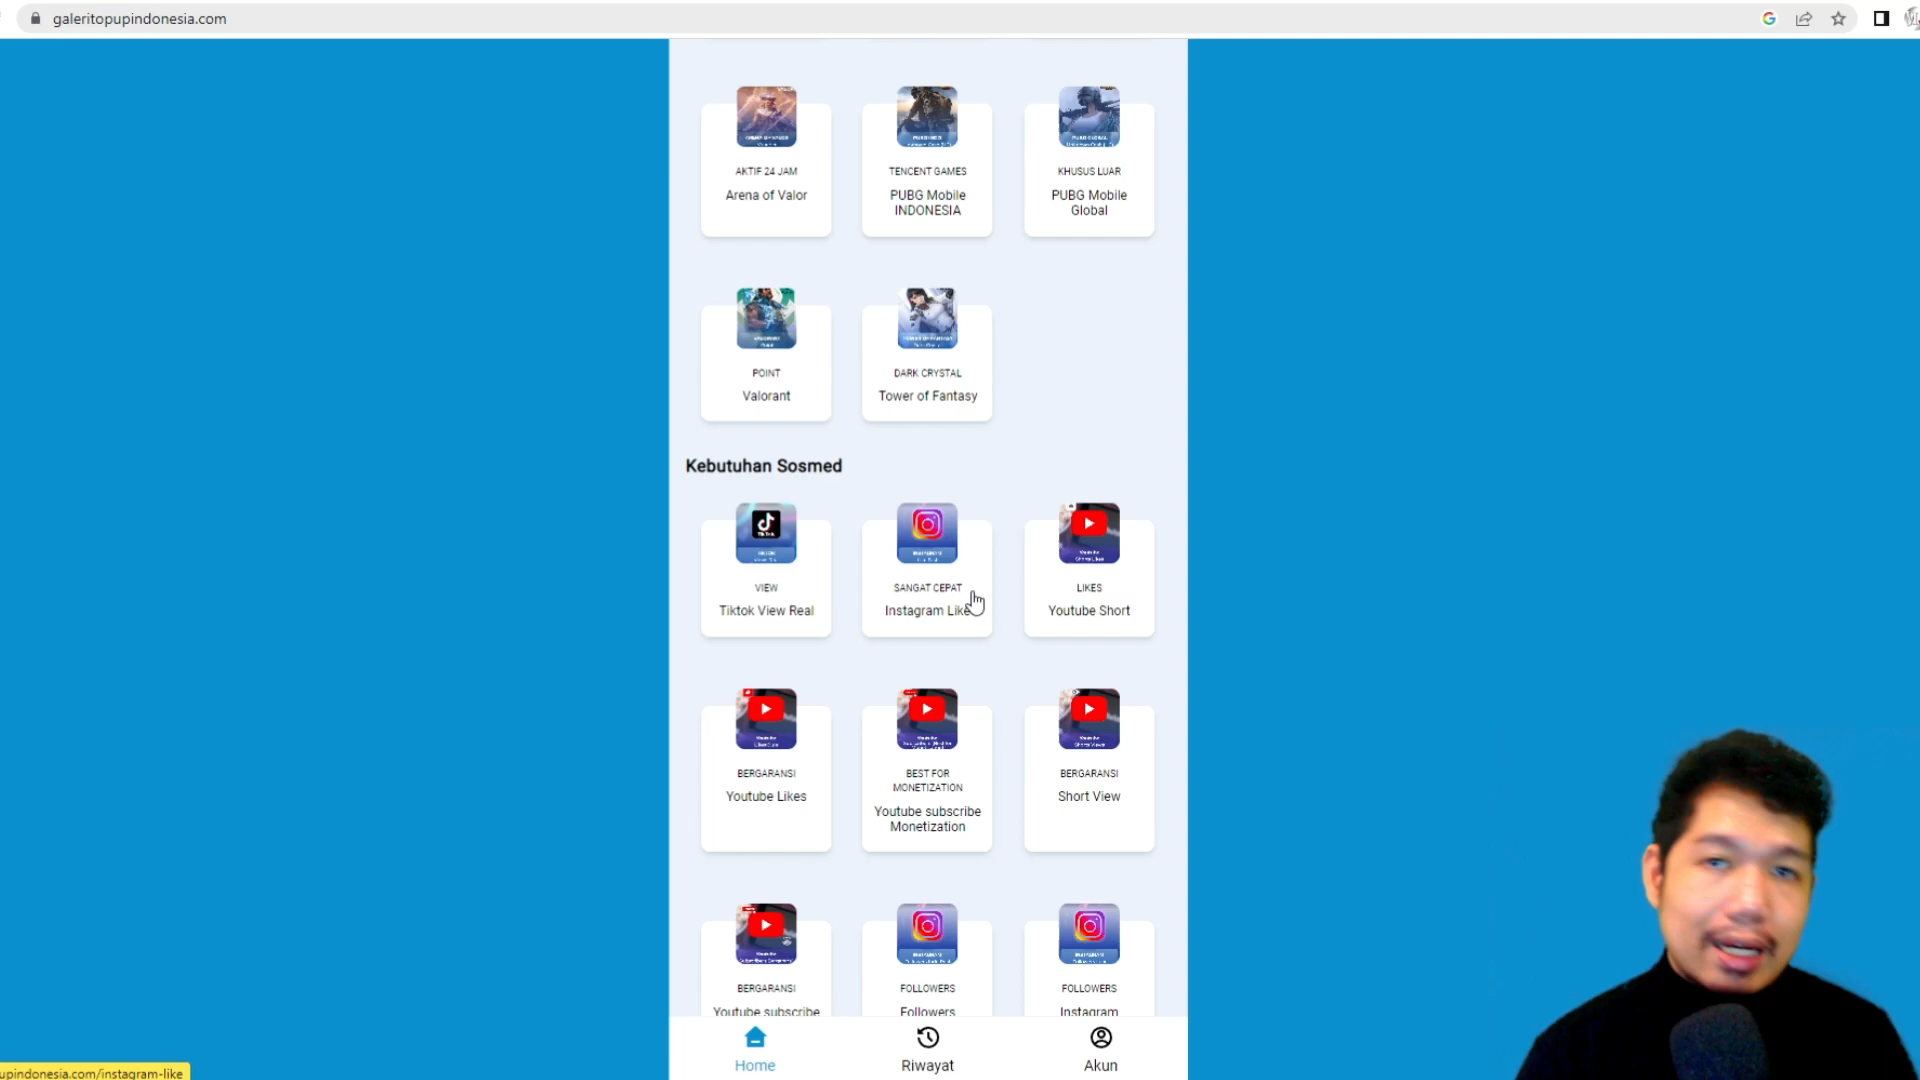 galeritopupindonesia.com
AKTIF 24 JAM
Arena of Valor
TENCENT GAMES
PUBG Mobile
INDONESIA
KHUSUS LUAR
PUBG Mobile
Global
POINT
Valorant
DARK CRYSTAL
Tower of Fantasy
Kebutuhan Sosmed
VIEW
Tiktok View Real
SANGAT CEPAT
Instagram Like
LIKES
Youtube Short
BERGARANSI
Youtube Likes
BEST FOR
MONETIZATION
Youtube subscribe
Monetization
BERGARANSI
Short View
BERGARANSI
Youtube subscribe
FOLLOWERS
Followers
FOLLOWERS
Instagram
Home
Riwayat
Akun
upindonesia.com/instagram-like